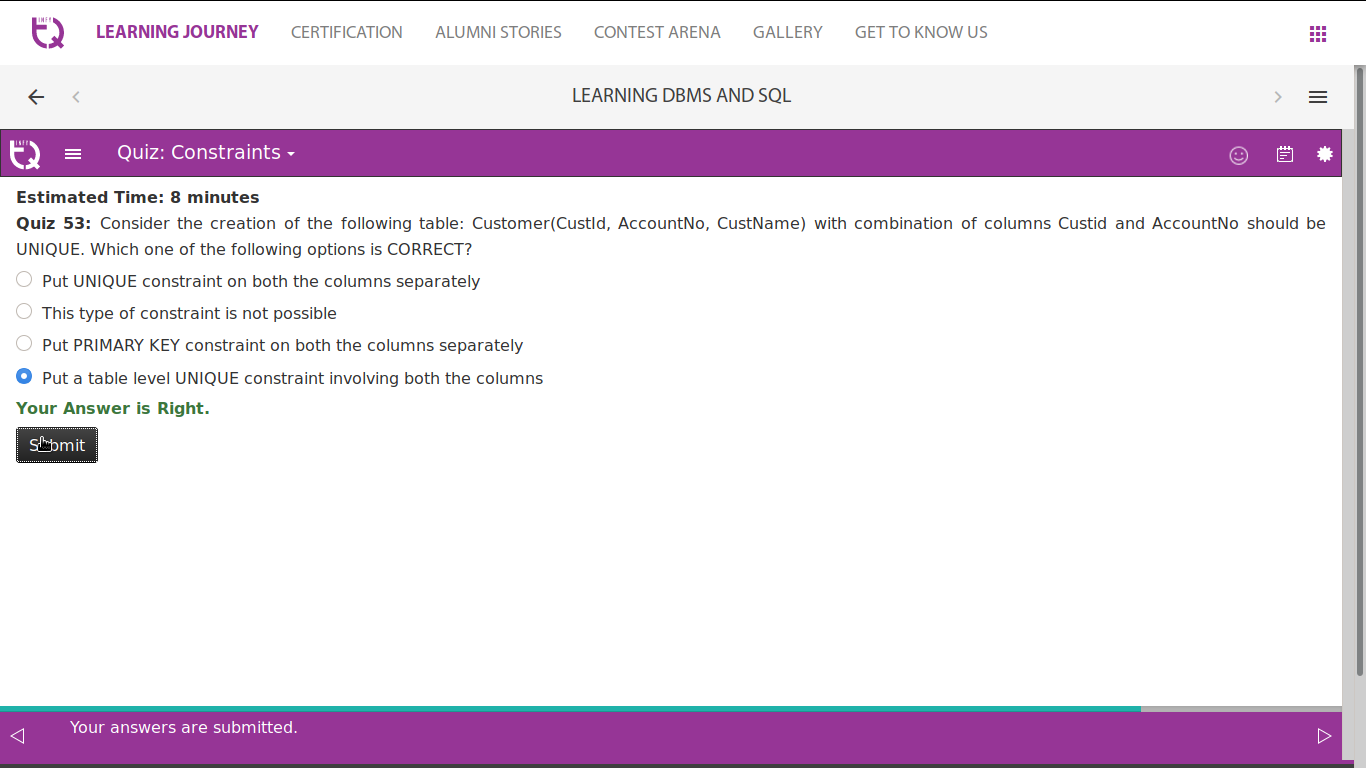 INFY
TQ
LEARNING JOURNEY CERTIFICATION ALUMNI STORIES CONTEST ARENA GALLERY GET TO KNOW US
LEARNING DBMS AND SQL
INFY
TQ
Quiz: Constraints
Estimated Time: 8 minutes
Quiz 53: Consider the creation of the following table: Customer(CustId, AccountNo, CustName) with combination of columns Custid and AccountNo should be
UNIQUE. Which one of the following options is CORRECT?
Put UNIQUE constraint on both the columns separately
This type of constraint is not possible
Put PRIMARY KEY constraint on both the columns separately
Put a table level UNIQUE constraint involving both the columns
Your Answer is Right.
Submit
Your answers are submitted.